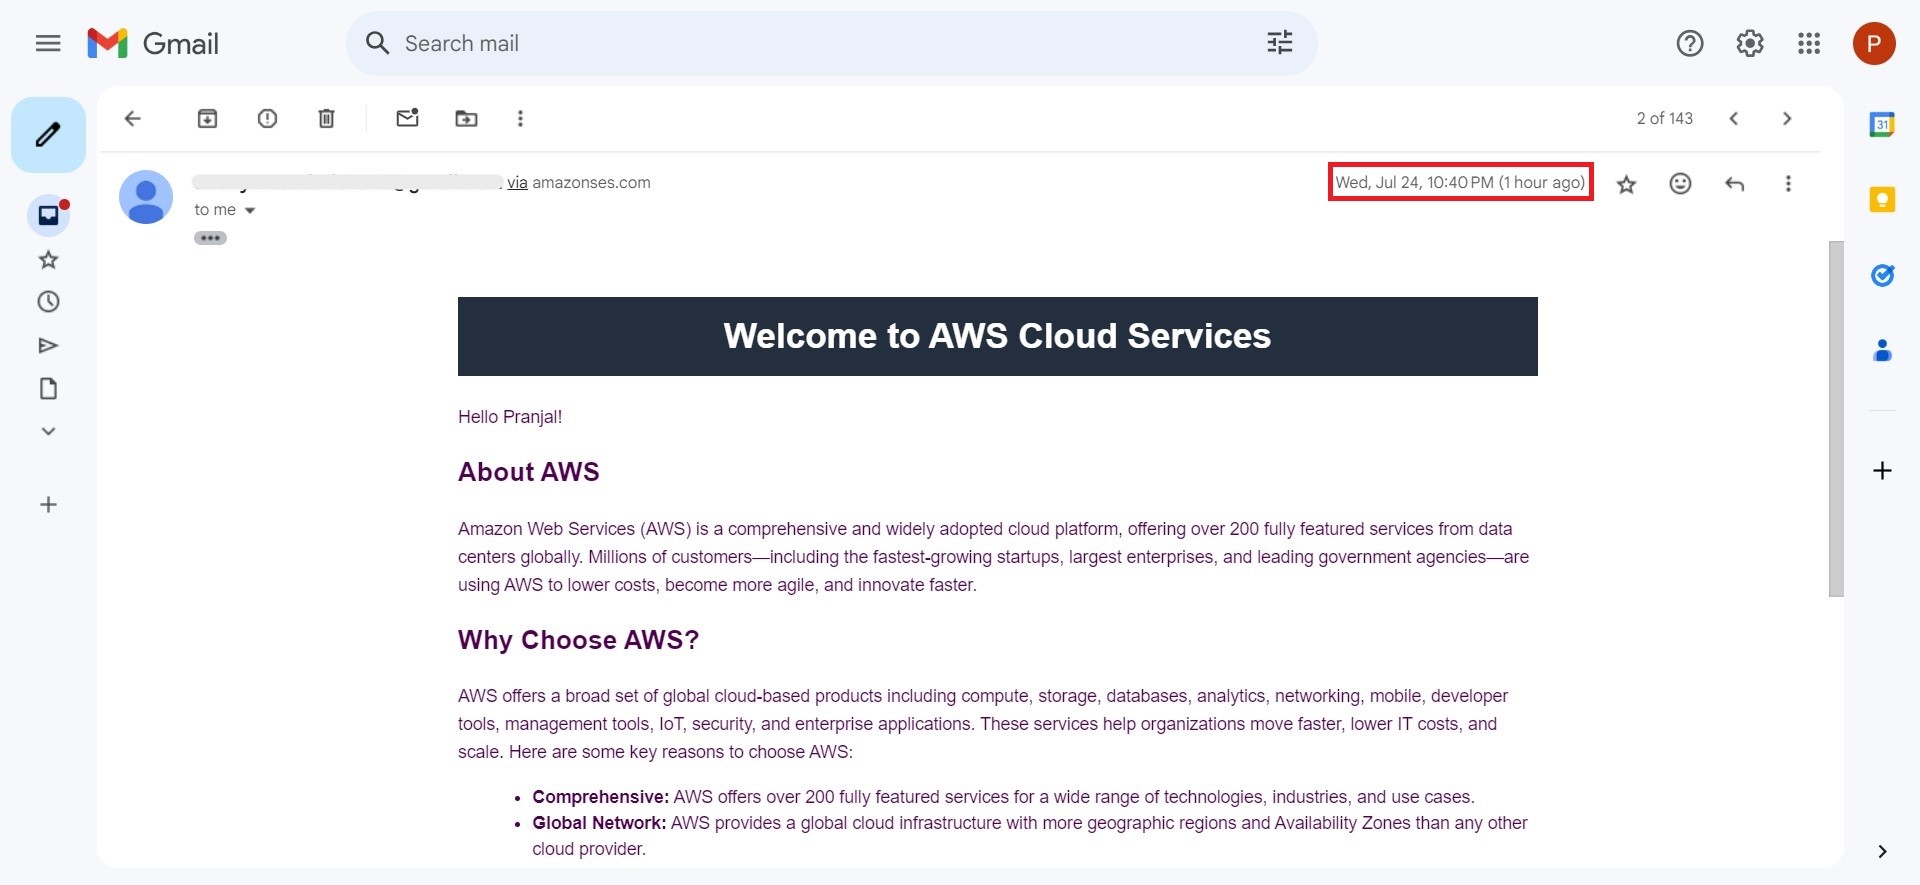 Gmail
Search mail
P
2 of 143
31
via amazonses.com
Wed, Jul 24, 10:40 PM (1 hour ago)
to me
Welcome to AWS Cloud Services
Hello Pranjal!
About AWS
Amazon Web Services (AWS) is a comprehensive and widely adopted cloud platform, offering over 200 fully featured services from data
centers globally. Millions of customers—including the fastest-growing startups, largest enterprises, and leading government agencies—are
using AWS to lower costs, become more agile, and innovate faster.
Why Choose AWS?
AWS offers a broad set of global cloud-based products including compute, storage, databases, analytics, networking, mobile, developer
tools, management tools, IoT, security, and enterprise applications. These services help organizations move faster, lower IT costs, and
scale. Here are some key reasons to choose AWS:
• Comprehensive: AWS offers over 200 fully featured services for a wide range of technologies, industries, and use cases.
• Global Network: AWS provides a global cloud infrastructure with more geographic regions and Availability Zones than any other
cloud provider.